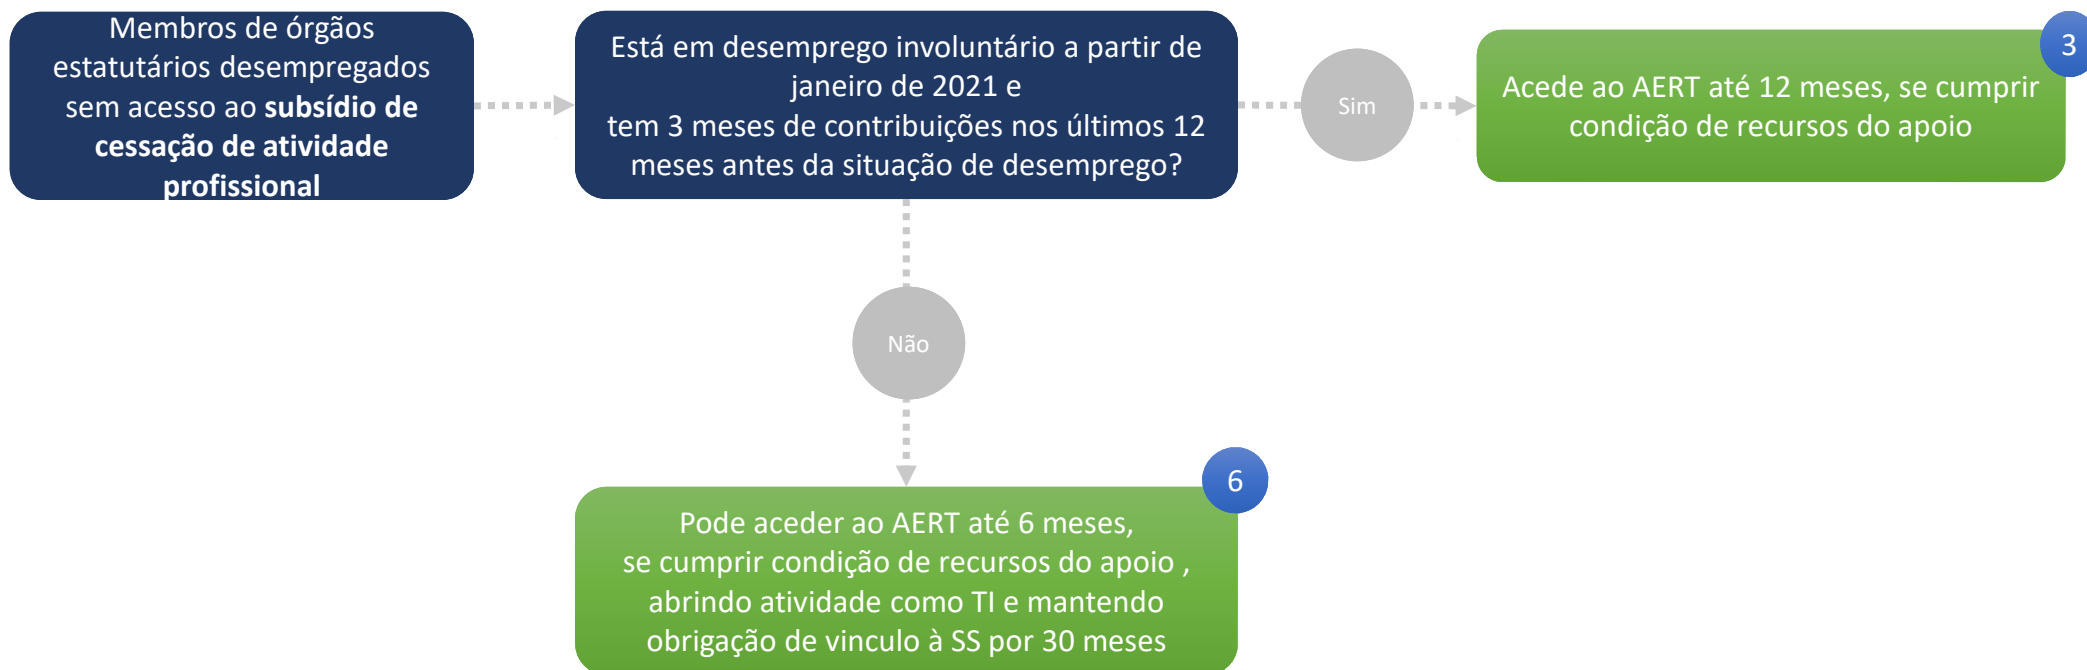 Membros de órgãos
estatutários desempregados
sem acesso ao subsídio de
cessação de atividade
profissional
Está em desemprego involuntário a partir de
janeiro de 2021 e
tem 3 meses de contribuições nos últimos 12
meses antes da situação de desemprego?
Sim
3
Acede ao AERT até 12 meses, se cumprir
condição de recursos do apoio
Não
6
Pode aceder ao AERT até 6 meses,
se cumprir condição de recursos do apoio ,
abrindo atividade como TI e mantendo
obrigação de vinculo à SS por 30 meses